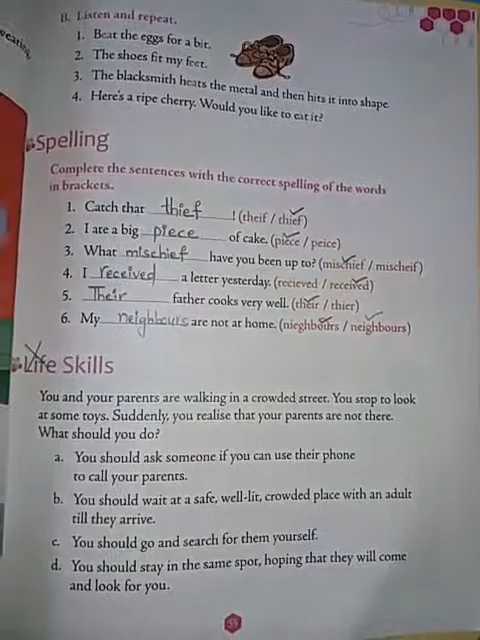 wearing
B. Listen and repeat.
1. Beat the eggs for a bit.
2. The shoes fit my feet.
3. The blacksmith heats the metal and then hits it into shape.
4. Here's a ripe cherry. Would you like to eat it?
Spelling
Complete the sentences with the correct spelling of the words
in brackets.
1. Catch that thief ! (theif / thief)
2. I ate a big piece of cake. (piece / peice)
3. What mischief have you been up to? (mischief / mischeif)
4. I received a letter yesterday. (recieved / received)
5. Their father cooks very well. (their / thier)
6. My neighbours are not at home. (nieghbours / neighbours)
Life Skills
You and your parents are walking in a crowded street. You stop to look
at some toys. Suddenly, you realise that your parents are not there.
What should you do?
a. You should ask someone if you can use their phone
to call your parents.
b. You should wait at a safe, well-lit, crowded place with an adult
till they arrive.
c. You should go and search for them yourself.
d. You should stay in the same spot, hoping that they will come
and look for you.